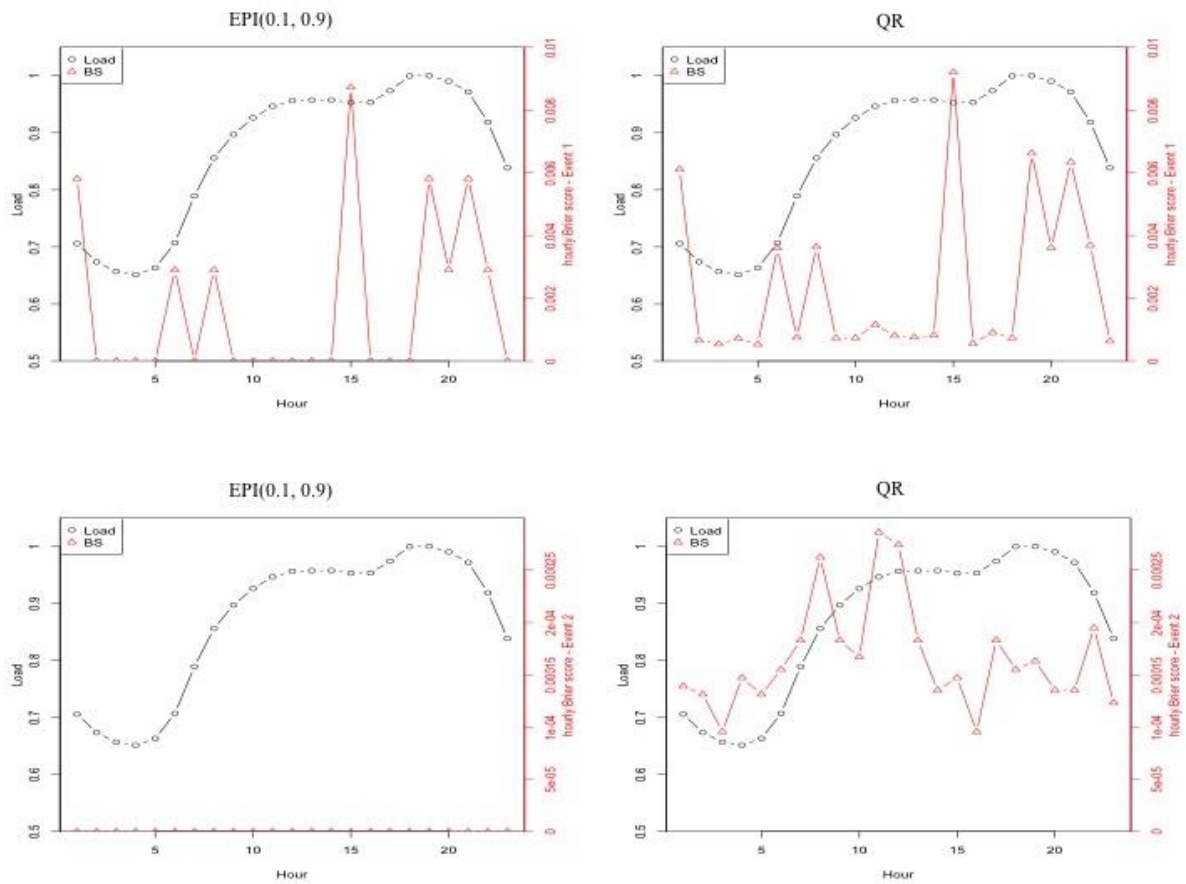 EPI(0.1, 0.9)
Load
BS
Load
0.5
0.6
0.7
0.8
0.9
1
0
0.002
0.004
0.006
0.008
0.01
hourly Brier score - Event 1
5
10
15
20
Hour
QR
Load
BS
Load
0.5
0.6
0.7
0.8
0.9
1
0
0.002
0.004
0.006
0.008
0.01
hourly Brier score - Event 1
5
10
15
20
Hour
EPI(0.1, 0.9)
Load
BS
Load
0.5
0.6
0.7
0.8
0.9
1
0
5e-05
1e-04
0.00015
2e-04
0.00025
hourly Brier score - Event 2
5
10
15
20
Hour
QR
Load
BS
Load
0.5
0.6
0.7
0.8
0.9
1
0
5e-05
1e-04
0.00015
2e-04
0.00025
hourly Brier score - Event 2
5
10
15
20
Hour